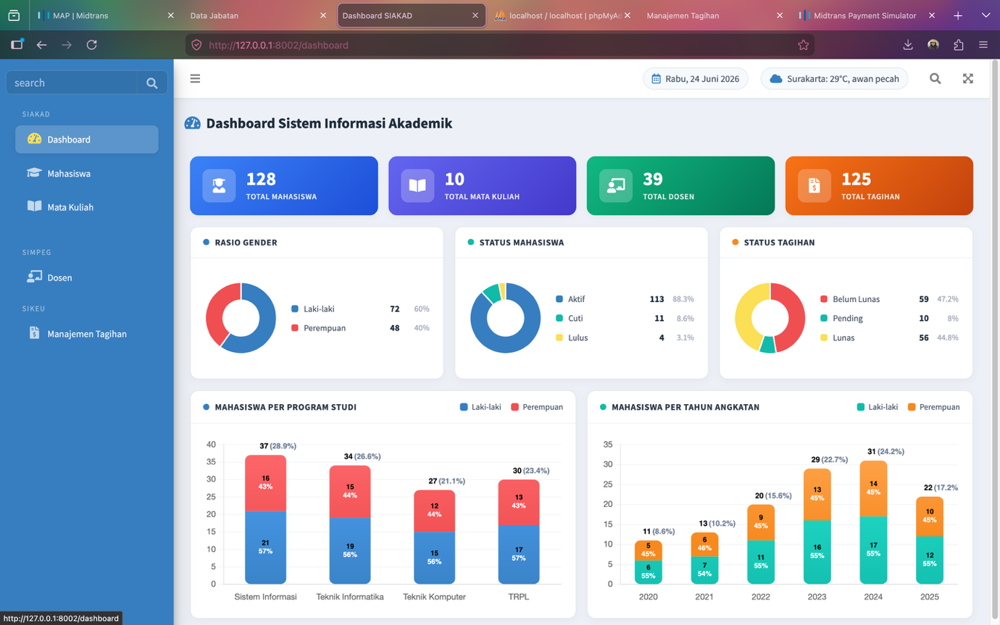 MAP | Midtrans
Data Jabatan
Dashboard SIAKAD
localhost / localhost | phpMyAd
Manajemen Tagihan
Midtrans Payment Simulator
http://127.0.0.1:8002/dashboard
search
SIAKAD
Dashboard
Mahasiswa
Mata Kuliah
SIMPEG
Dosen
SIKEU
Manajemen Tagihan
Rabu, 24 Juni 2026
Surakarta: 29°C, awan pecah
Dashboard Sistem Informasi Akademik
128
TOTAL MAHASISWA
10
TOTAL MATA KULIAH
39
TOTAL DOSEN
125
TOTAL TAGIHAN
RASIO GENDER
Laki-laki 72 60%
Perempuan 48 40%
STATUS MAHASISWA
Aktif 113 88.3%
Cuti 11 8.6%
Lulus 4 3.1%
STATUS TAGIHAN
Belum Lunas 59 47.2%
Pending 10 8%
Lunas 56 44.8%
MAHASISWA PER PROGRAM STUDI
Laki-laki Perempuan
40
35
30
25
20
15
10
5
0
37 (28.9%)
16
43%
21
57%
34 (26.6%)
15
44%
19
56%
27 (21.1%)
12
44%
15
56%
30 (23.4%)
13
43%
17
57%
Sistem Informasi Teknik Informatika Teknik Komputer TRPL
MAHASISWA PER TAHUN ANGKATAN
Laki-laki Perempuan
35
30
25
20
15
10
5
0
11 (8.6%)
5
45%
6
55%
13 (10.2%)
6
46%
7
54%
20 (15.6%)
9
45%
11
55%
29 (22.7%)
13
45%
16
55%
31 (24.2%)
14
45%
17
55%
22 (17.2%
10
45%
12
55%
2020 2021 2022 2023 2024 2025
http://127.0.0.1:8002/dashboard